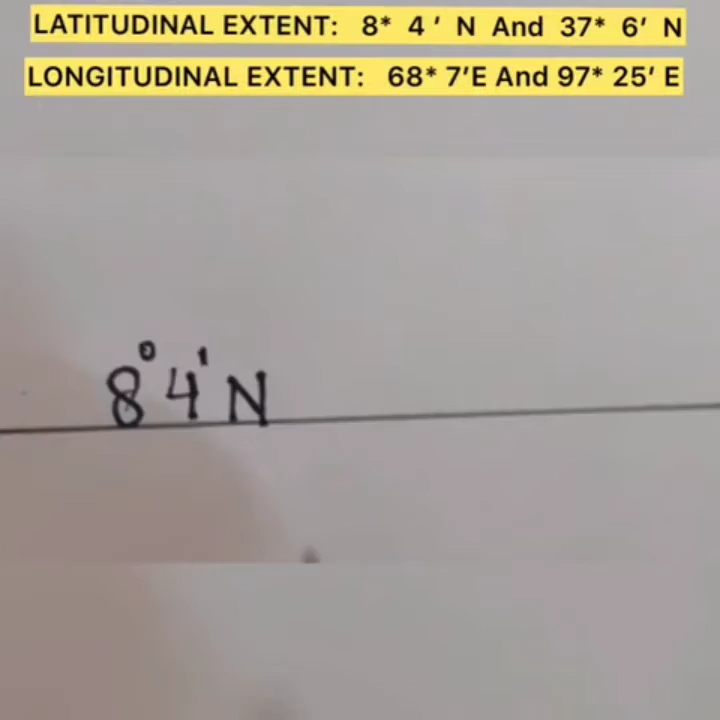 LATITUDINAL EXTENT: 8* 4 ' N And 37* 6' N
LONGITUDINAL EXTENT: 68* 7'E And 97* 25' E
8° 4' N